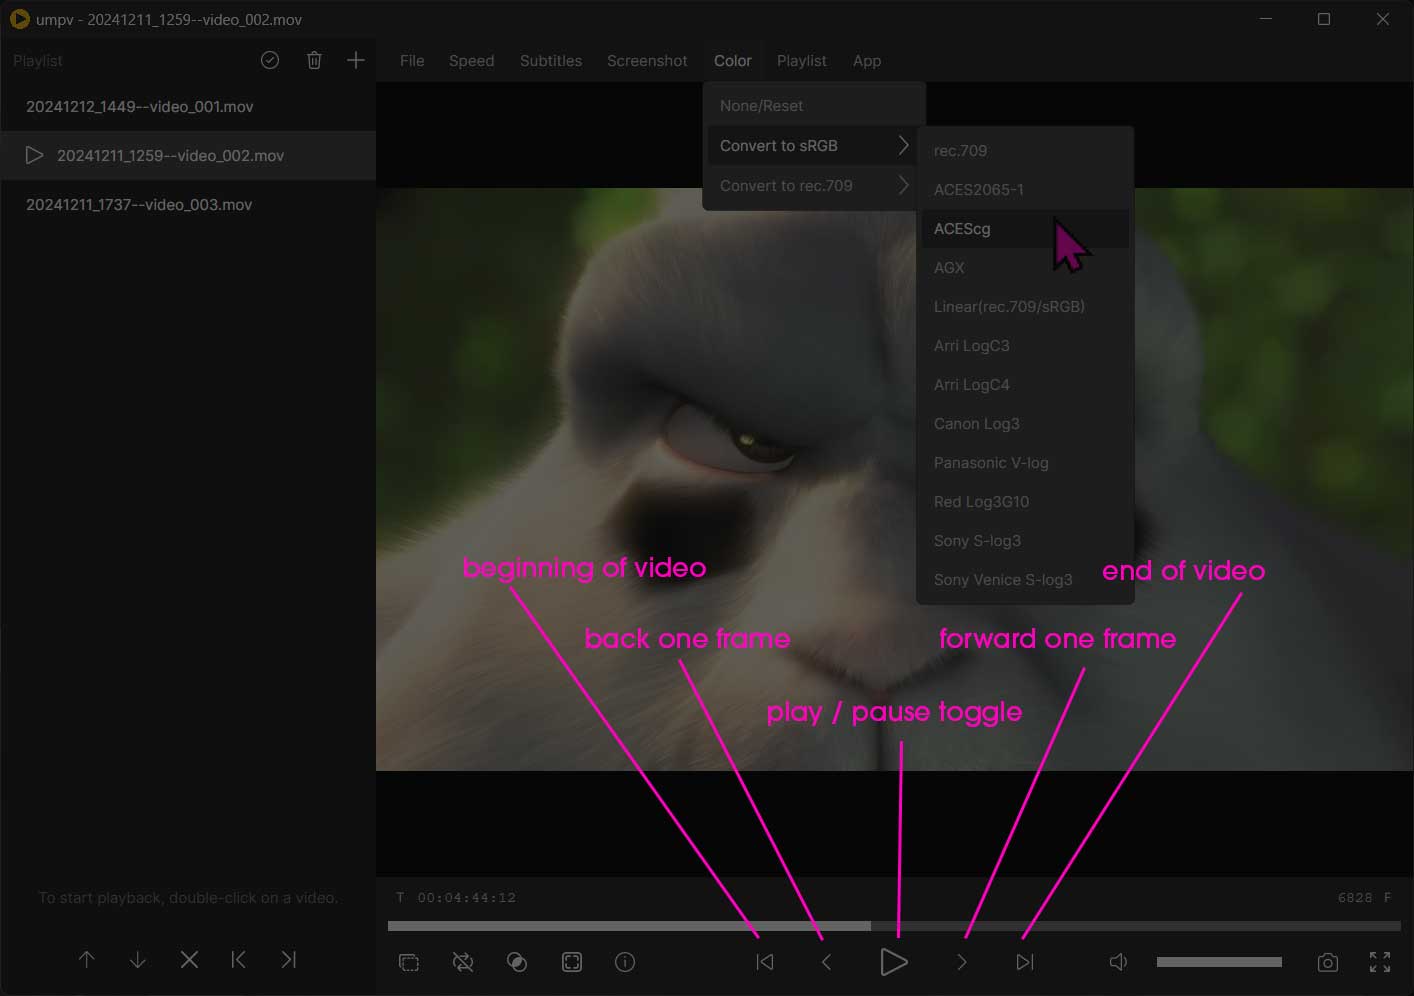 umpv - 20241211_1259--video_002.mov
Playlist
File Speed Subtitles Screenshot Color Playlist App
20241212_1449--video_001.mov
20241211_1259--video_002.mov
20241211_1737--video_003.mov
None/Reset
Convert to sRGB
Convert to rec.709
rec.709
ACES2065-1
ACEScg
AGX
Linear(rec.709/sRGB)
Arri LogC3
Arri LogC4
Canon Log3
Panasonic V-log
Red Log3G10
Sony S-log3
Sony Venice S-log3
beginning of video
end of video
back one frame
forward one frame
play / pause toggle
To start playback, double-click on a video.
T 00:04:44:12
6828 F